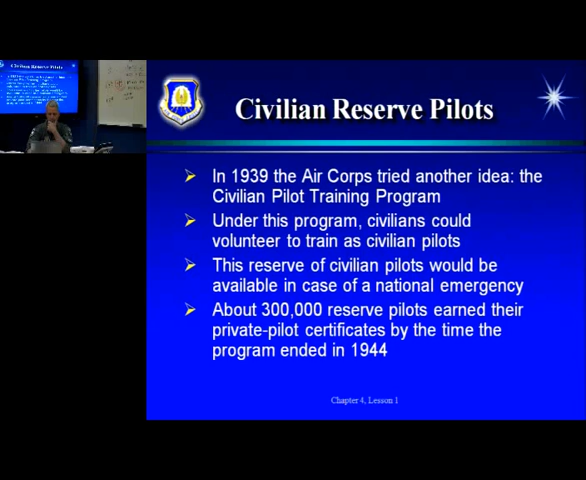 Civilian Reserve Pilots
In 1939 the Air Corps tried another idea: the
Civilian Pilot Training Program
Under this program, civilians could
volunteer to train as civilian pilots
This reserve of civilian pilots would be
available in case of a national emergency
About 300,000 reserve pilots earned their
private-pilot certificates by the time the
program ended in 1944
Chapter 4, Lesson 1